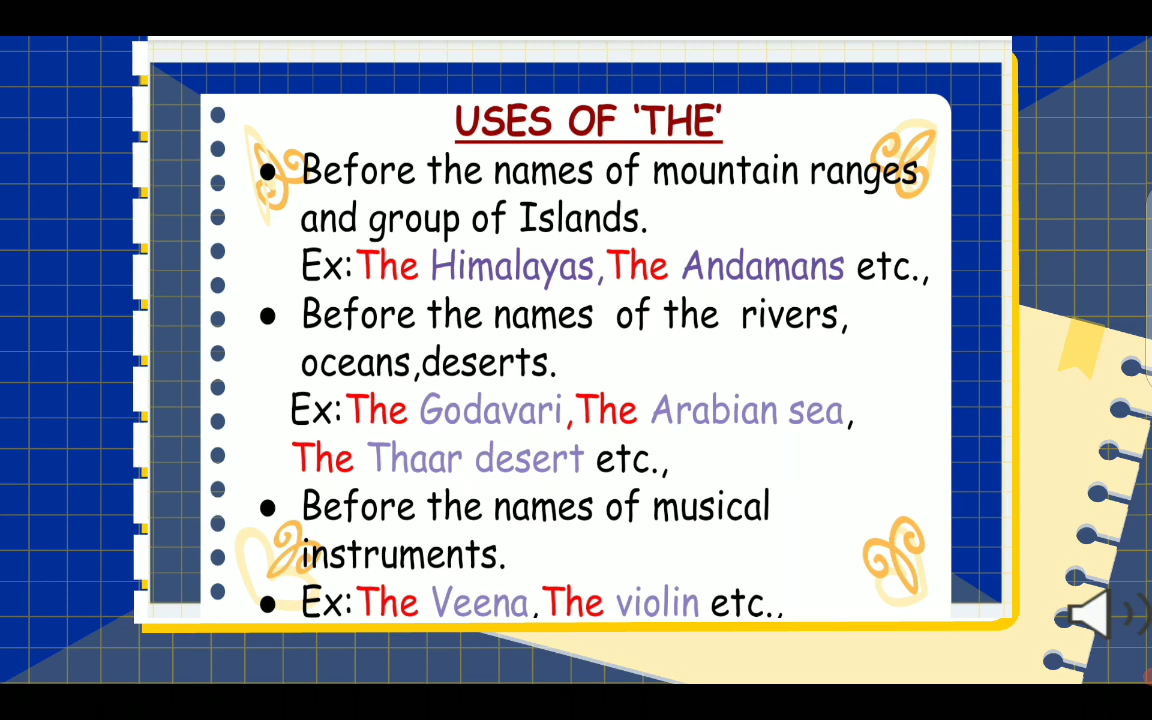 USES OF 'THE'
● Before the names of mountain ranges
and group of Islands.
Ex:The Himalayas,The Andamans etc.,
● Before the names of the rivers,
oceans,deserts.
Ex:The Godavari,The Arabian sea,
The Thaar desert etc.,
● Before the names of musical
instruments.
● Ex:The Veena,The violin etc.,